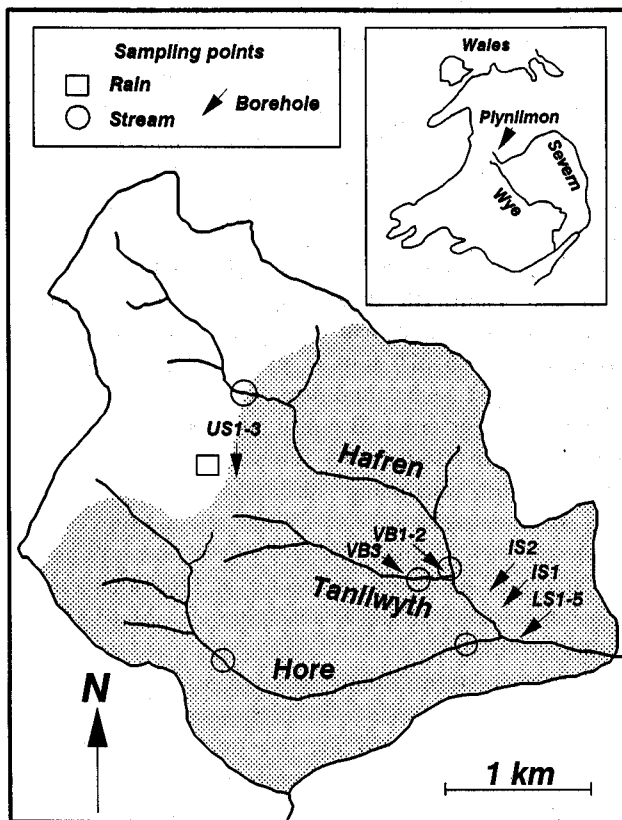 Sampling points
Rain
Stream
Borehole
Wales
Plynlimon
Severn
Wye
US1-3
Hafren
VB1-2
VB3
IS2
IS1
LS1-5
Tanllwyth
Hore
N
1 km